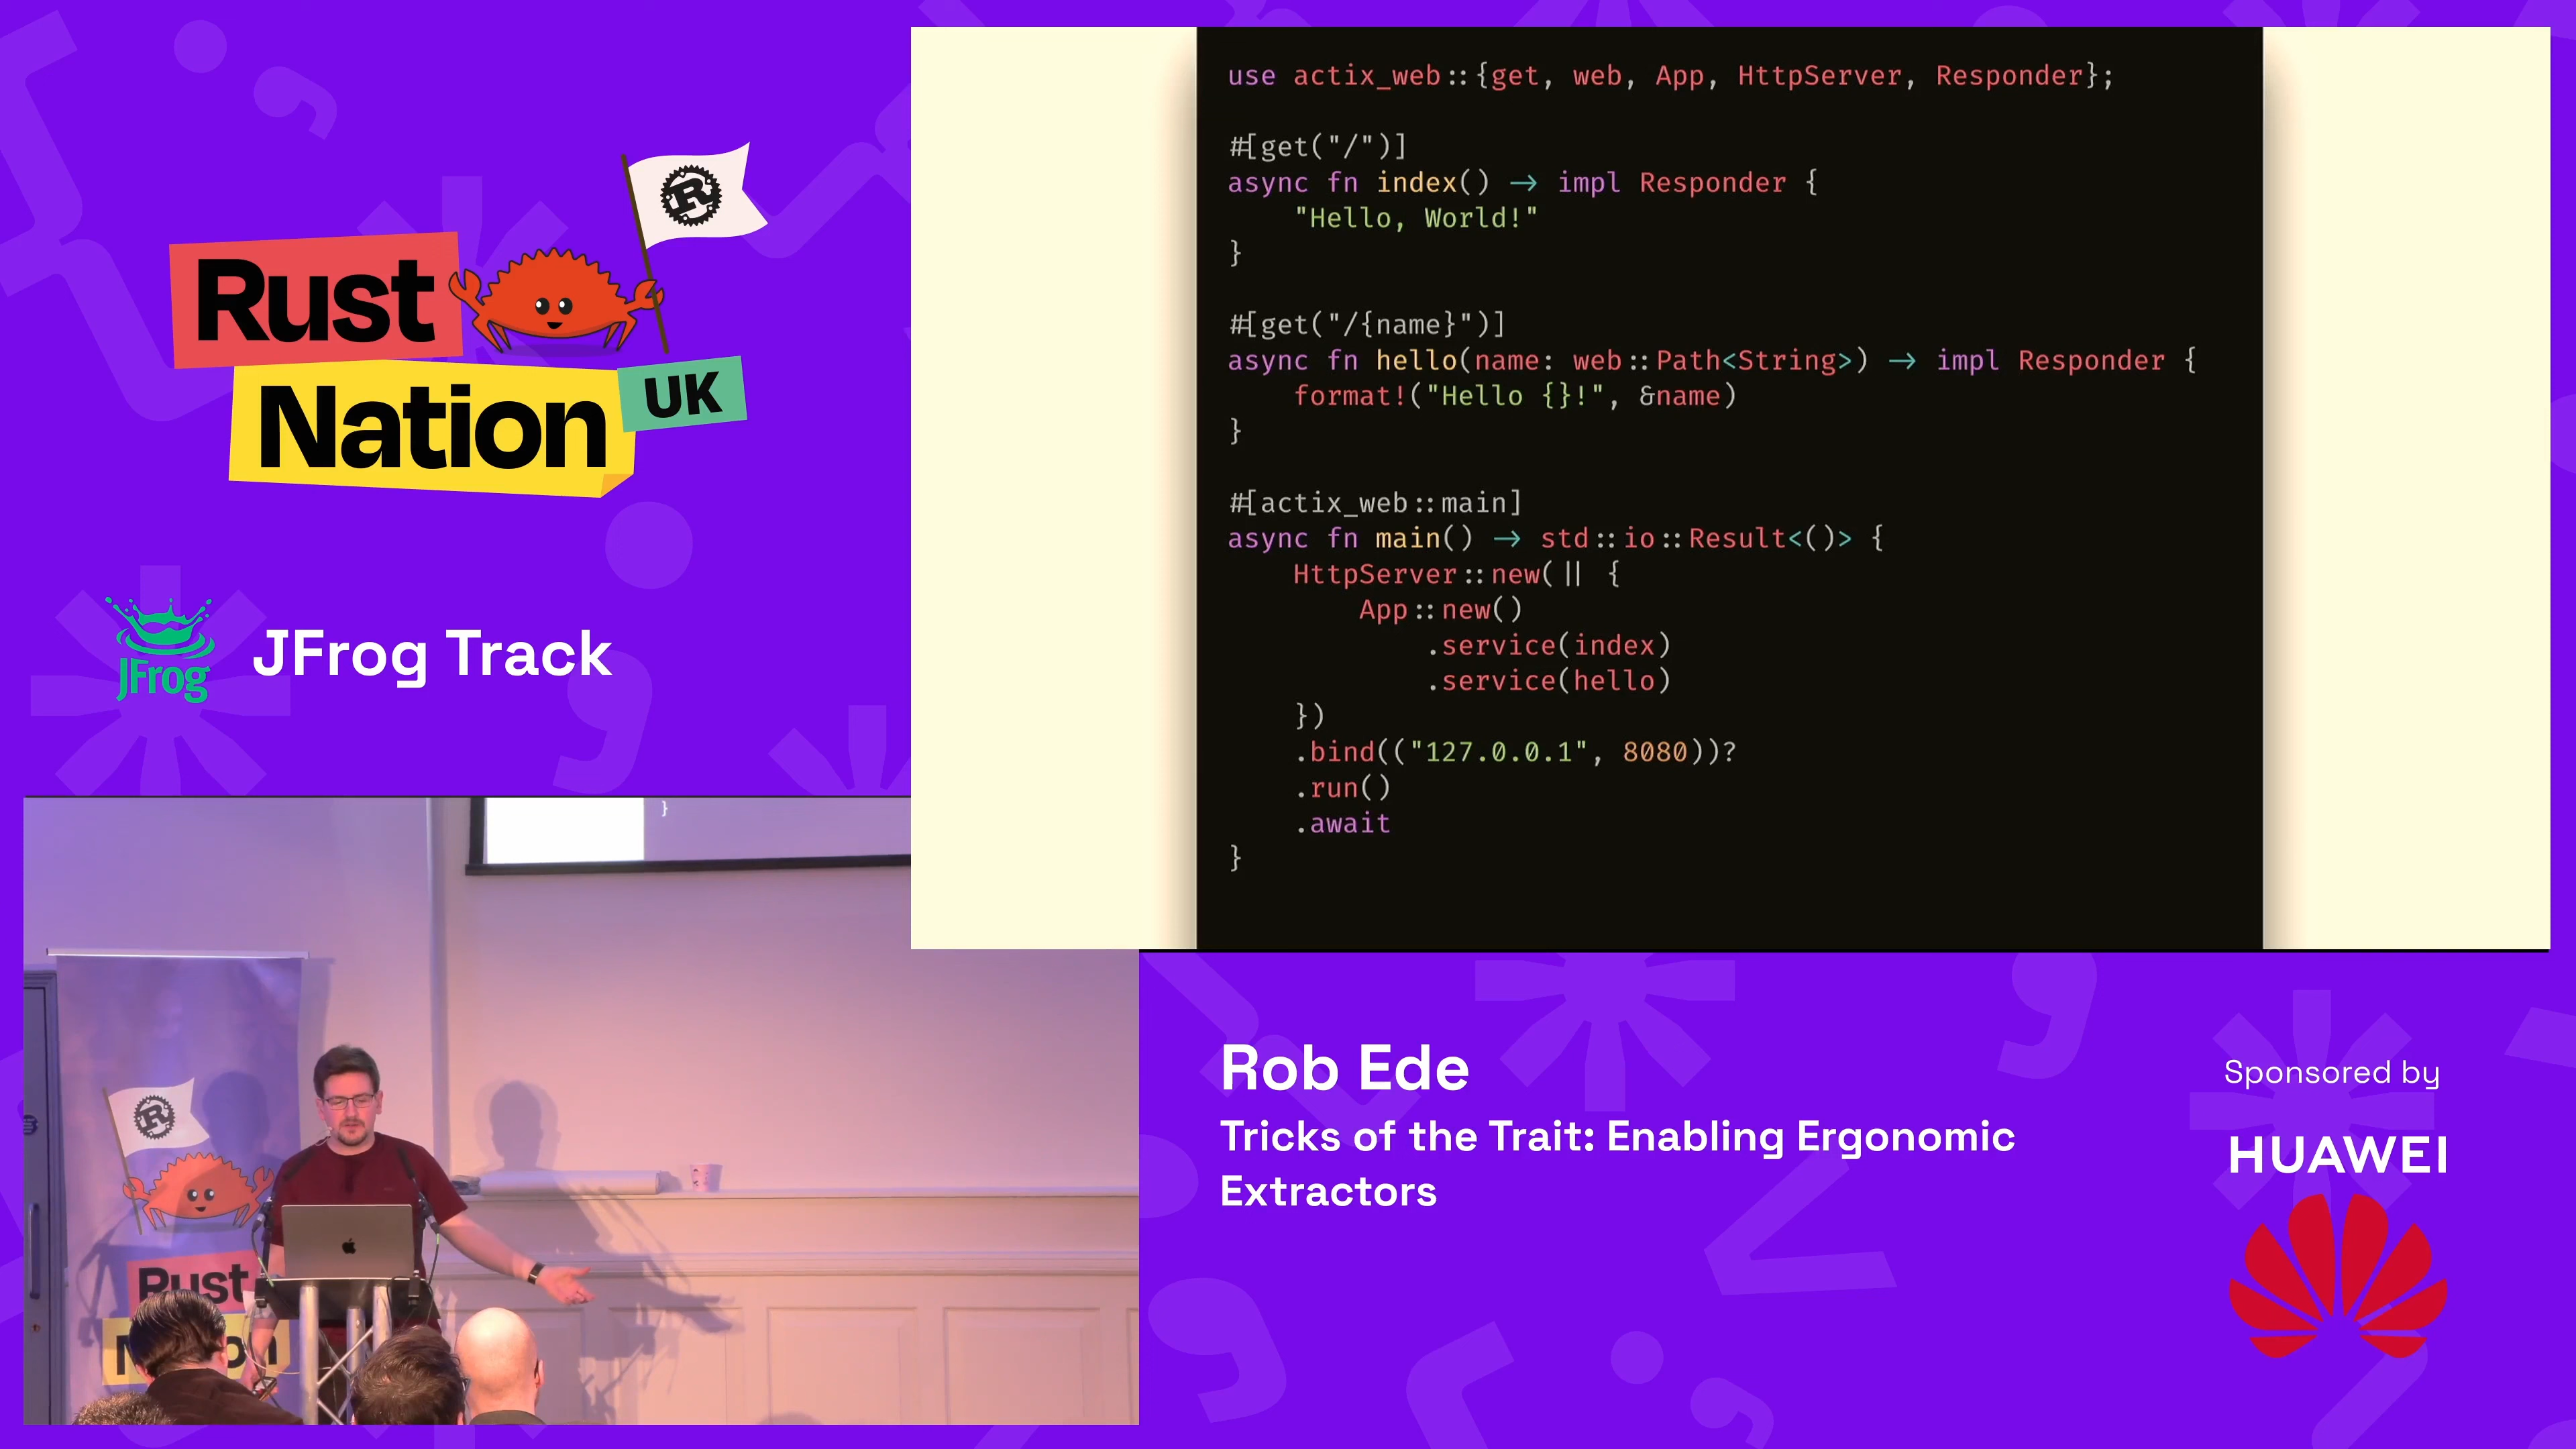 Rust
Nation
UK
R
JFrog
JFrog Track
use actix_web::{get, web, App, HttpServer, Responder};
#[get("/")]
async fn index() -> impl Responder {
    "Hello, World!"
}
#[get("/{name}")]
async fn hello(name: web::Path<String>) -> impl Responder {
    format!("Hello {}!", &name)
}
#[actix_web::main]
async fn main() -> std::io::Result<()> {
    HttpServer::new(|| {
        App::new()
            .service(index)
            .service(hello)
    })
    .bind(("127.0.0.1", 8080))?
    .run()
    .await
}
}
R
Rust
Rob Ede
Tricks of the Trait: Enabling Ergonomic
Extractors
Sponsored by
HUAWEI